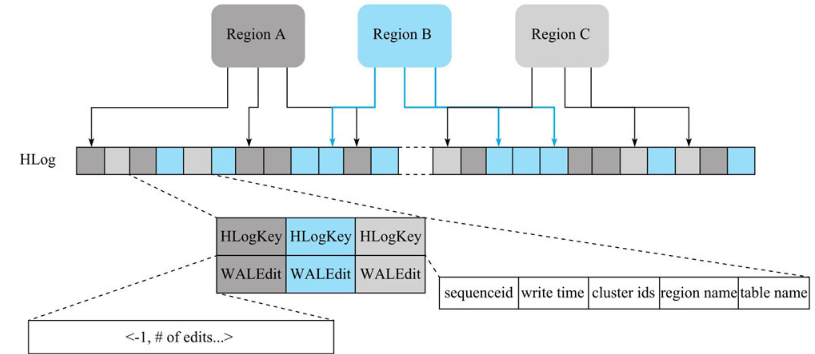 Region A
Region B
Region C
HLog
HLogKey HLogKey HLogKey
WALEdit WALEdit WALEdit
sequenceid write time cluster ids region name table name
<-1, # of edits...>